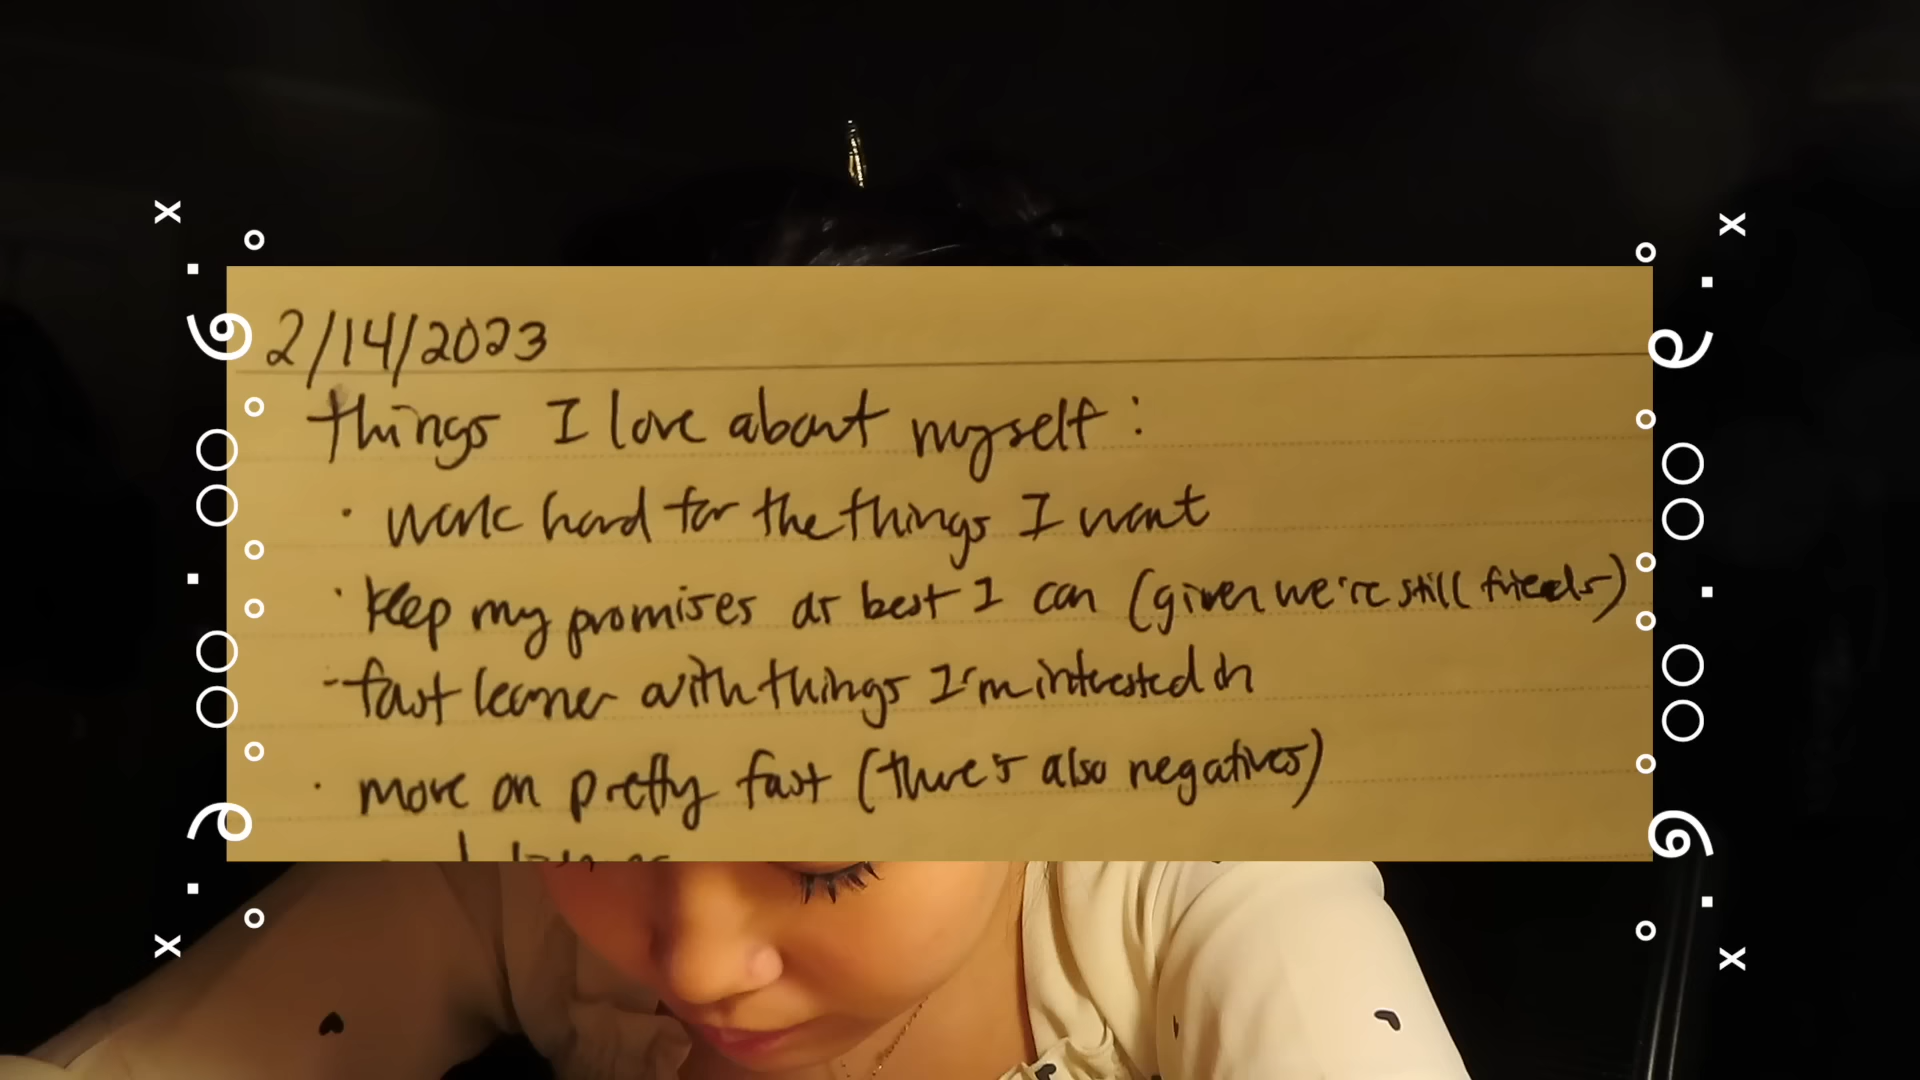 2/14/2023
things I love about myself:
· work hard for the things I want
· keep my promises as best I can (given we're still friends)
- fast learner with things I'm interested in
· move on pretty fast (there's also negatives)